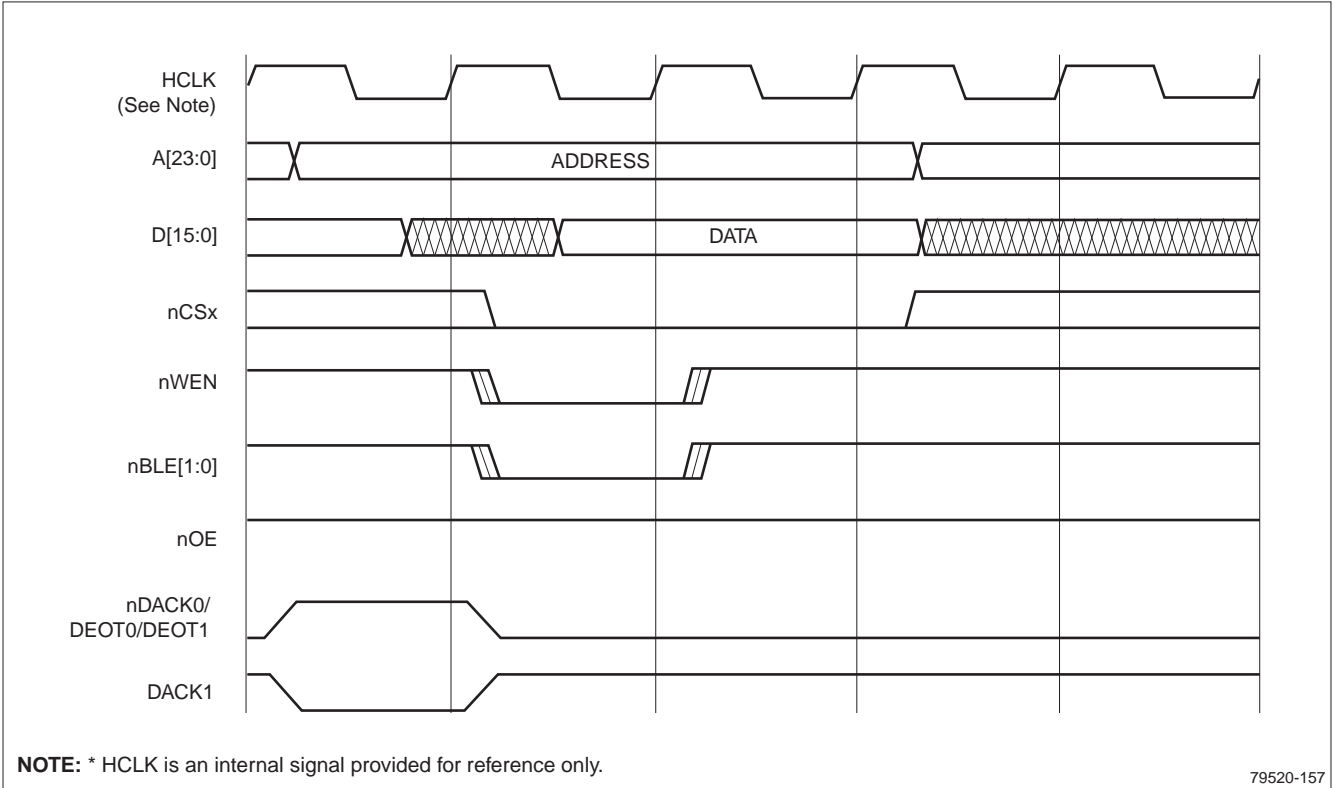 HCLK
(See Note)
A[23:0]
ADDRESS
D[15:0]
DATA
nCSx
nWEN
nBLE[1:0]
nOE
nDACK0/
DEOT0/DEOT1
DACK1
NOTE: * HCLK is an internal signal provided for reference only.
79520-157